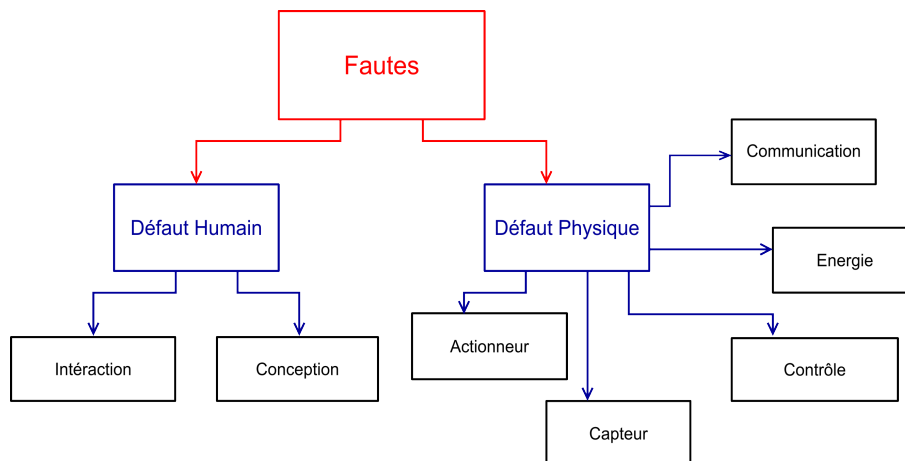 Fautes
Communication
Défaut Humain
Défaut Physique
Energie
Actionneur
Intéraction
Conception
Contrôle
Capteur